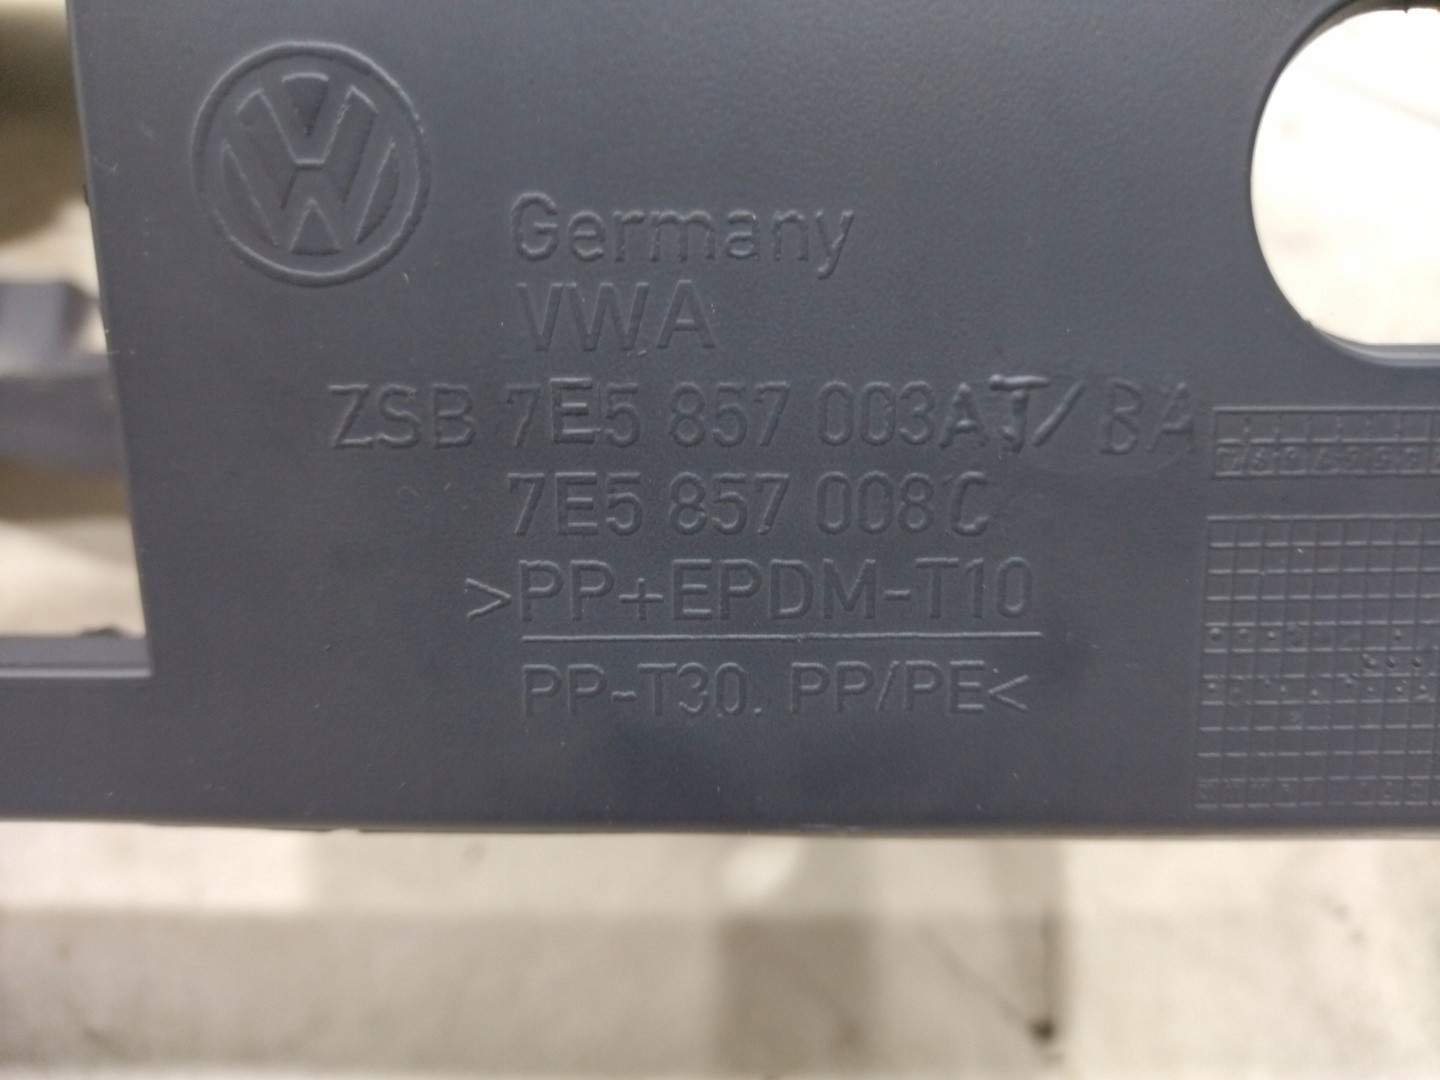 Germany
VWA
ZSB 7E5 857 003AT/BA
7E5 857 008C
>PP+EPDM-T10
PP-T30. PP/PE<